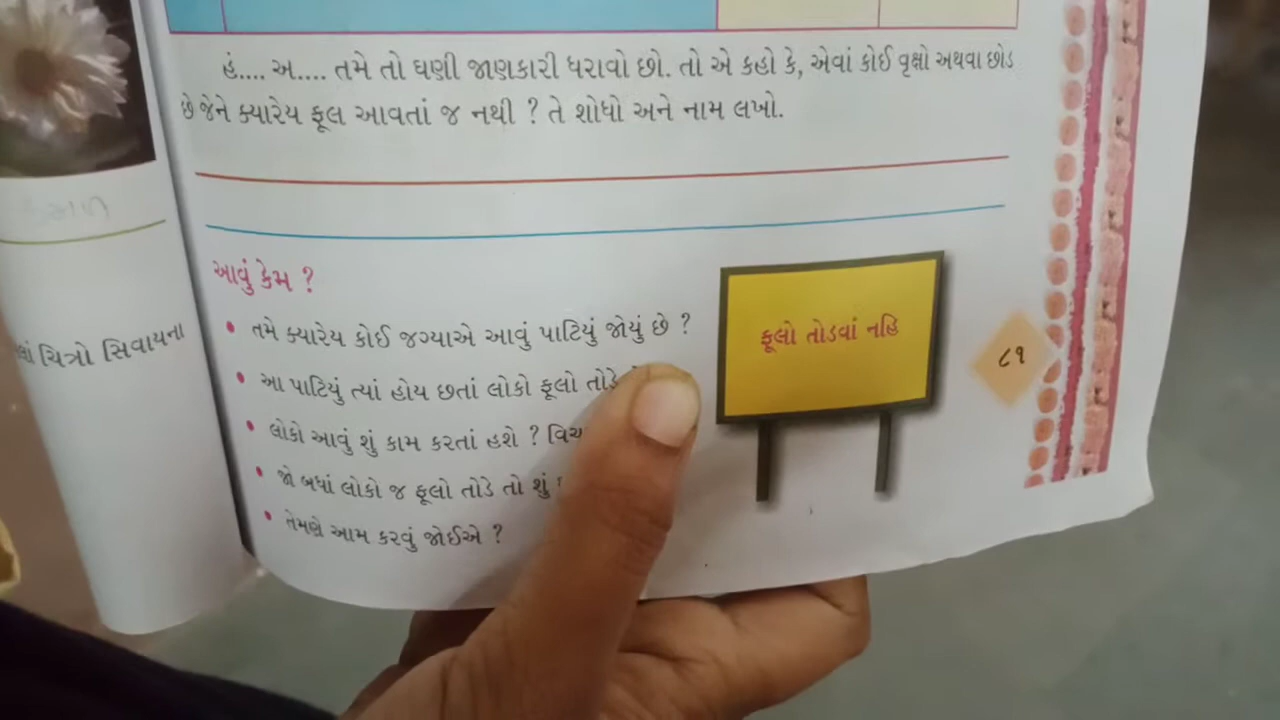 હં.... અ.... તમે તો ઘણી જાણકારી ધરાવો છો. તો એ કહો કે, એવાં કોઈ વૃક્ષો અથવા છોડ
છે જેને ક્યારેય ફૂલ આવતાં જ નથી ? તે શોધો અને નામ લખો.
આવું કેમ ?
• તમે ક્યારેય કોઈ જગ્યાએ આવું પાટિયું જોયું છે ?
• આ પાટિયું ત્યાં હોય છતાં લોકો ફૂલો તોડે
• લોકો આવું શું કામ કરતાં હશે ?
• જો બધાં લોકો જ ફૂલો તોડે તો શું
• તેમણે આમ કરવું જોઈએ ?
ફૂલો તોડવાં નહિ
૮૧
ચિત્રો સિવાયના